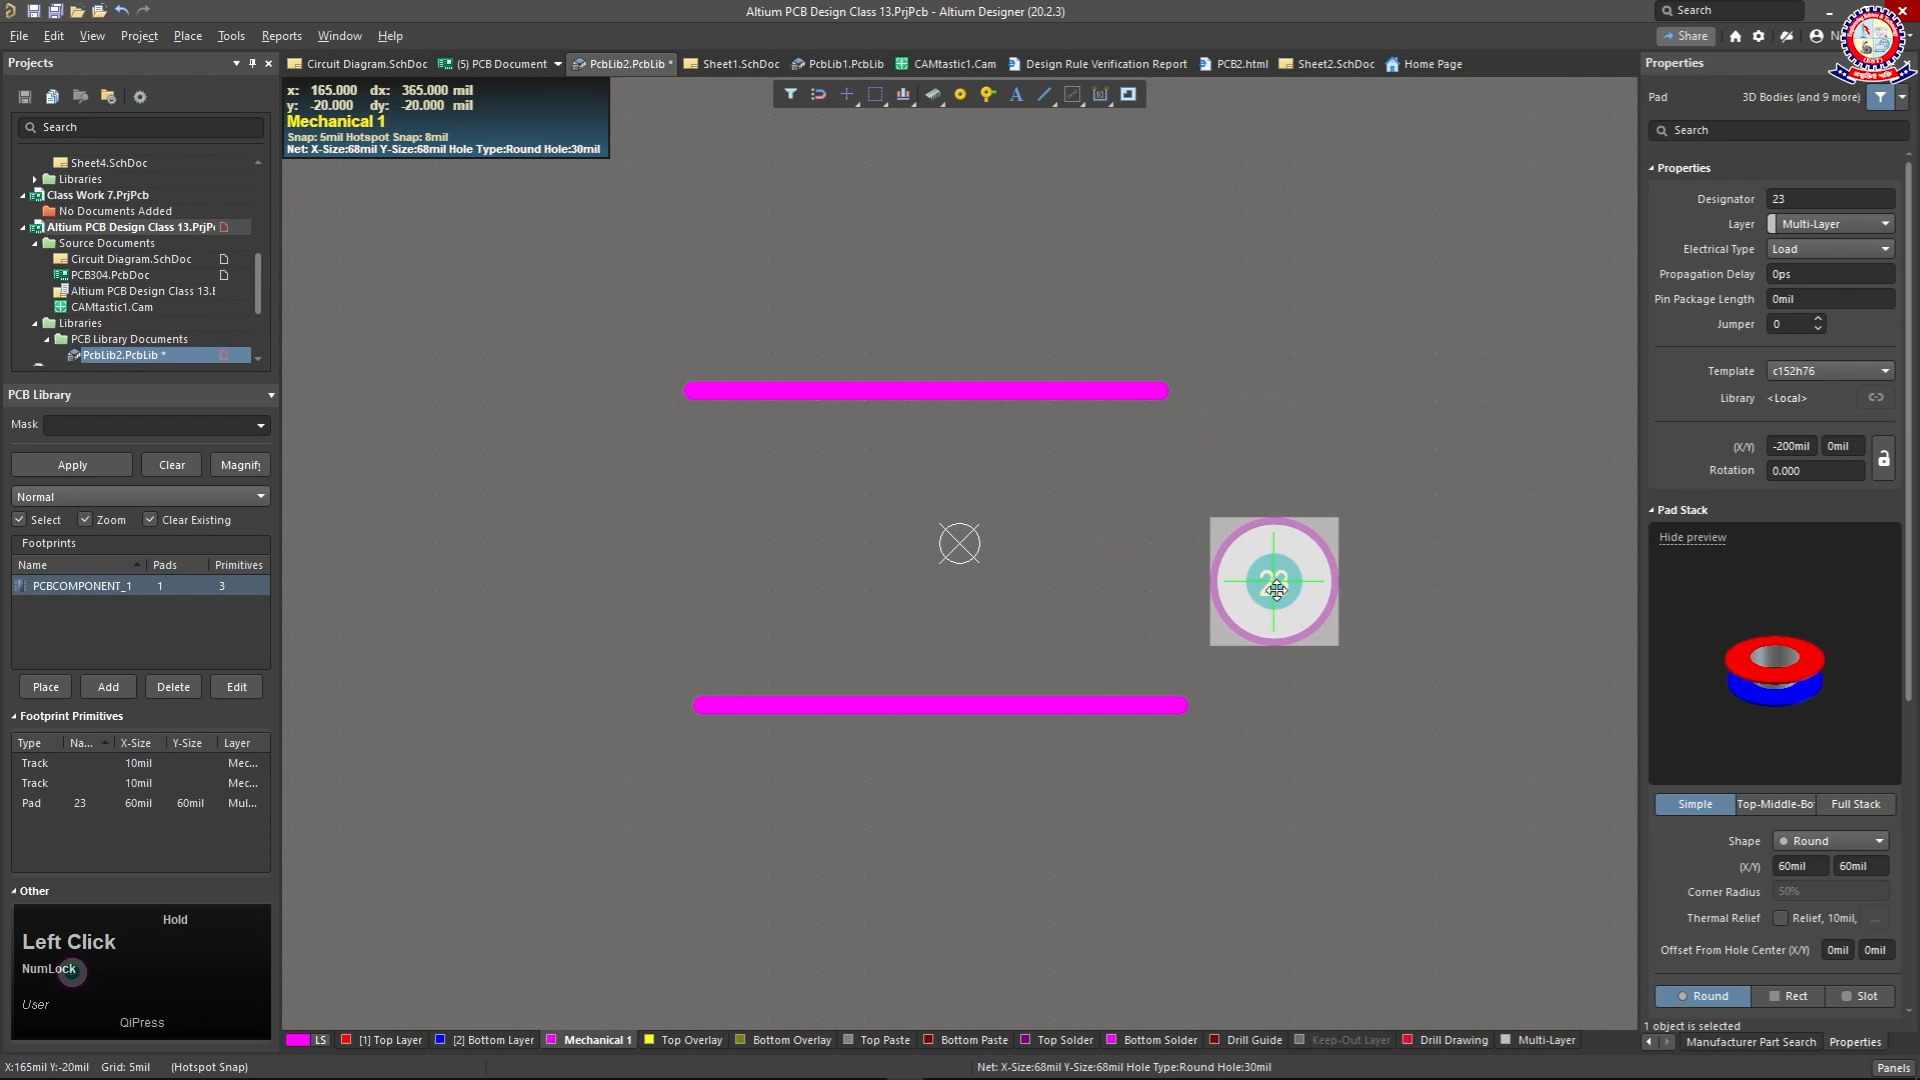 Altium PCB Design Class 13.PrjPcb - Altium Designer (20.2.3)
Search
File Edit View Project Place Tools Reports Window Help
Share
Projects
Circuit Diagram.SchDoc
(5) PCB Document
PcbLib2.PcbLib *
Sheet1.SchDoc
PcbLib1.PcbLib
CAMtastic1.Cam
Design Rule Verification Report
PCB2.html
Sheet2.SchDoc
Home Page
Properties
x: 165.000 dx: 365.000 mil
y: -20.000 dy: -20.000 mil
Mechanical 1
Snap: 5mil Hotspot Snap: 8mil
Net: X-Size:68mil Y-Size:68mil Hole Type:Round Hole:30mil
Search
Sheet4.SchDoc
Libraries
Class Work 7.PrjPcb
No Documents Added
Altium PCB Design Class 13.PrjP
Source Documents
Circuit Diagram.SchDoc
PCB304.PcbDoc
Altium PCB Design Class 13.
CAMtastic1.Cam
Libraries
PCB Library Documents
PcbLib2.PcbLib *
PCB Library
Mask
Apply Clear Magnify
Normal
Select Zoom Clear Existing
Footprints
Name Pads Primitives
PCBCOMPONENT_1 1 3
Place Add Delete Edit
Footprint Primitives
Type Na... X-Size Y-Size Layer
Track 10mil Mec...
Track 10mil Mec...
Pad 23 60mil 60mil Mul...
Other
Hold
Left Click
NumLock
User
QiPress
23
Pad 3D Bodies (and 9 more)
Search
Properties
Designator 23
Layer Multi-Layer
Electrical Type Load
Propagation Delay 0ps
Pin Package Length 0mil
Jumper 0
Template c152h76
Library <Local>
(X/Y) -200mil 0mil
Rotation 0.000
Pad Stack
Hide preview
Simple Top-Middle-Bo Full Stack
Shape Round
(X/Y) 60mil 60mil
Corner Radius 50%
Thermal Relief Relief, 10mil, ...
Offset From Hole Center (X/Y) 0mil 0mil
Round Rect Slot
1 object is selected
Manufacturer Part Search Properties
LS [1] Top Layer [2] Bottom Layer Mechanical 1 Top Overlay Bottom Overlay Top Paste Bottom Paste Top Solder Bottom Solder Drill Guide Keep-Out Layer Drill Drawing Multi-Layer
X:165mil Y:-20mil Grid: 5mil (Hotspot Snap)
Net: X-Size:68mil Y-Size:68mil Hole Type:Round Hole:30mil
Panels